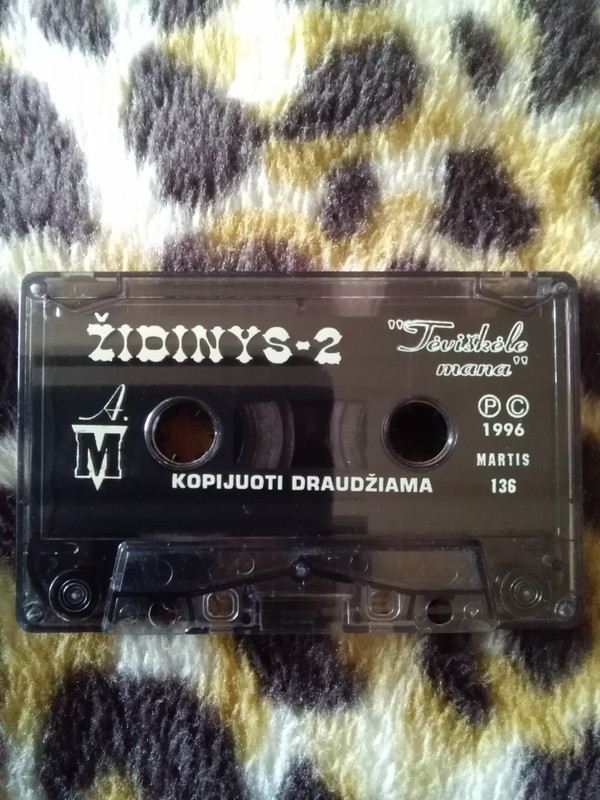 ŽIDINYS-2
"Tėviškėle
mana"
A.
M
Ⓟ Ⓒ
1996
MARTIS
136
KOPIJUOTI DRAUDŽIAMA